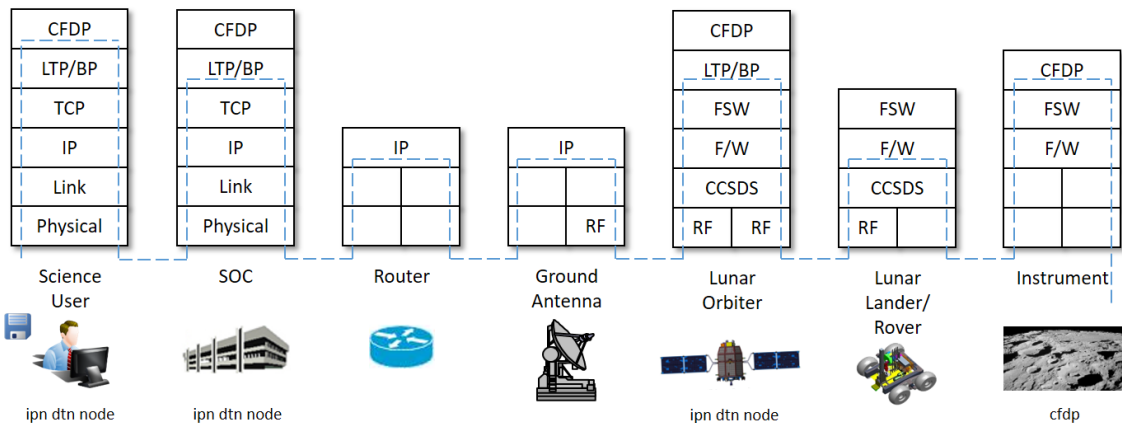 CFDP
LTP/BP
TCP
IP
Link
Physical
Science
User
ipn dtn node
CFDP
LTP/BP
TCP
IP
Link
Physical
SOC
ipn dtn node
IP
Router
IP
RF
Ground
Antenna
CFDP
LTP/BP
FSW
F/W
CCSDS
RF RF
Lunar
Orbiter
ipn dtn node
FSW
F/W
CCSDS
RF
Lunar
Lander/
Rover
CFDP
FSW
F/W
Instrument
cfdp